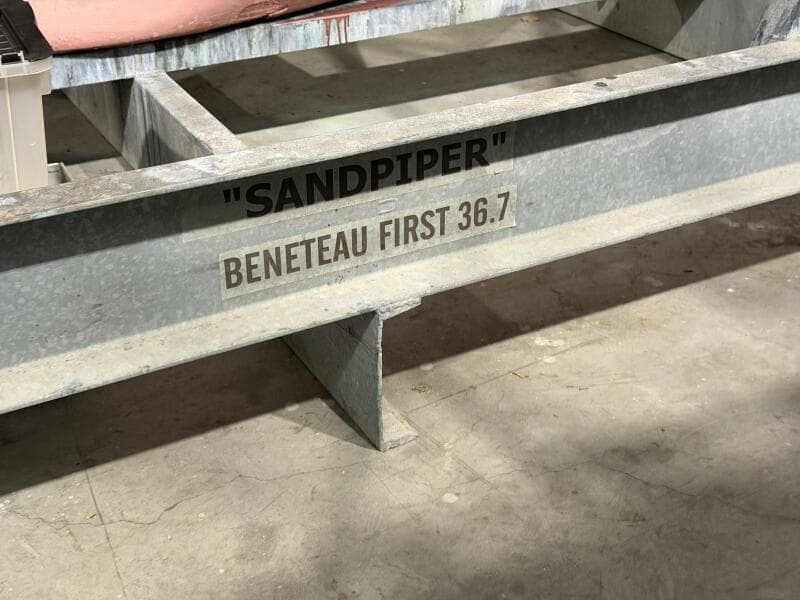 "SANDPIPER"
BENETEAU FIRST 36.7